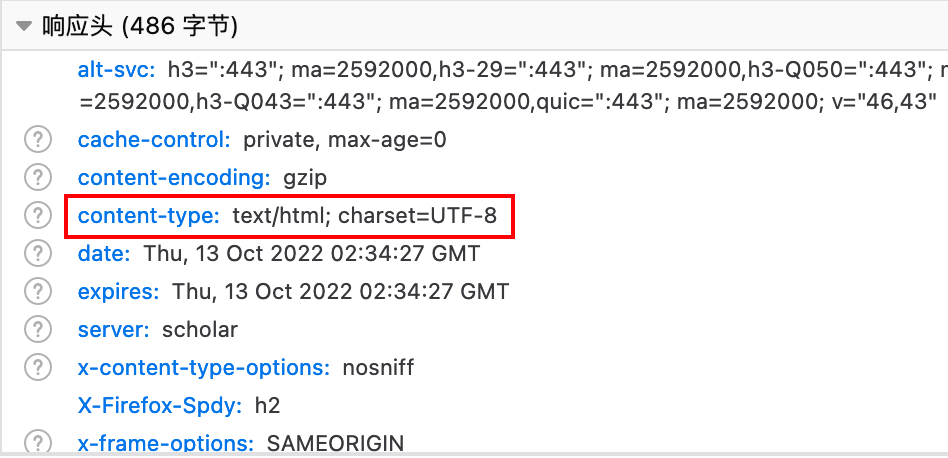 响应头 (486 字节)
alt-svc: h3=":443"; ma=2592000,h3-29=":443"; ma=2592000,h3-Q050=":443";
=2592000,h3-Q043=":443"; ma=2592000,quic=":443"; ma=2592000; v="46,43"
? cache-control: private, max-age=0
? content-encoding: gzip
? content-type: text/html; charset=UTF-8
? date: Thu, 13 Oct 2022 02:34:27 GMT
? expires: Thu, 13 Oct 2022 02:34:27 GMT
? server: scholar
? x-content-type-options: nosniff
X-Firefox-Spdy: h2
? x-frame-options: SAMEORIGIN